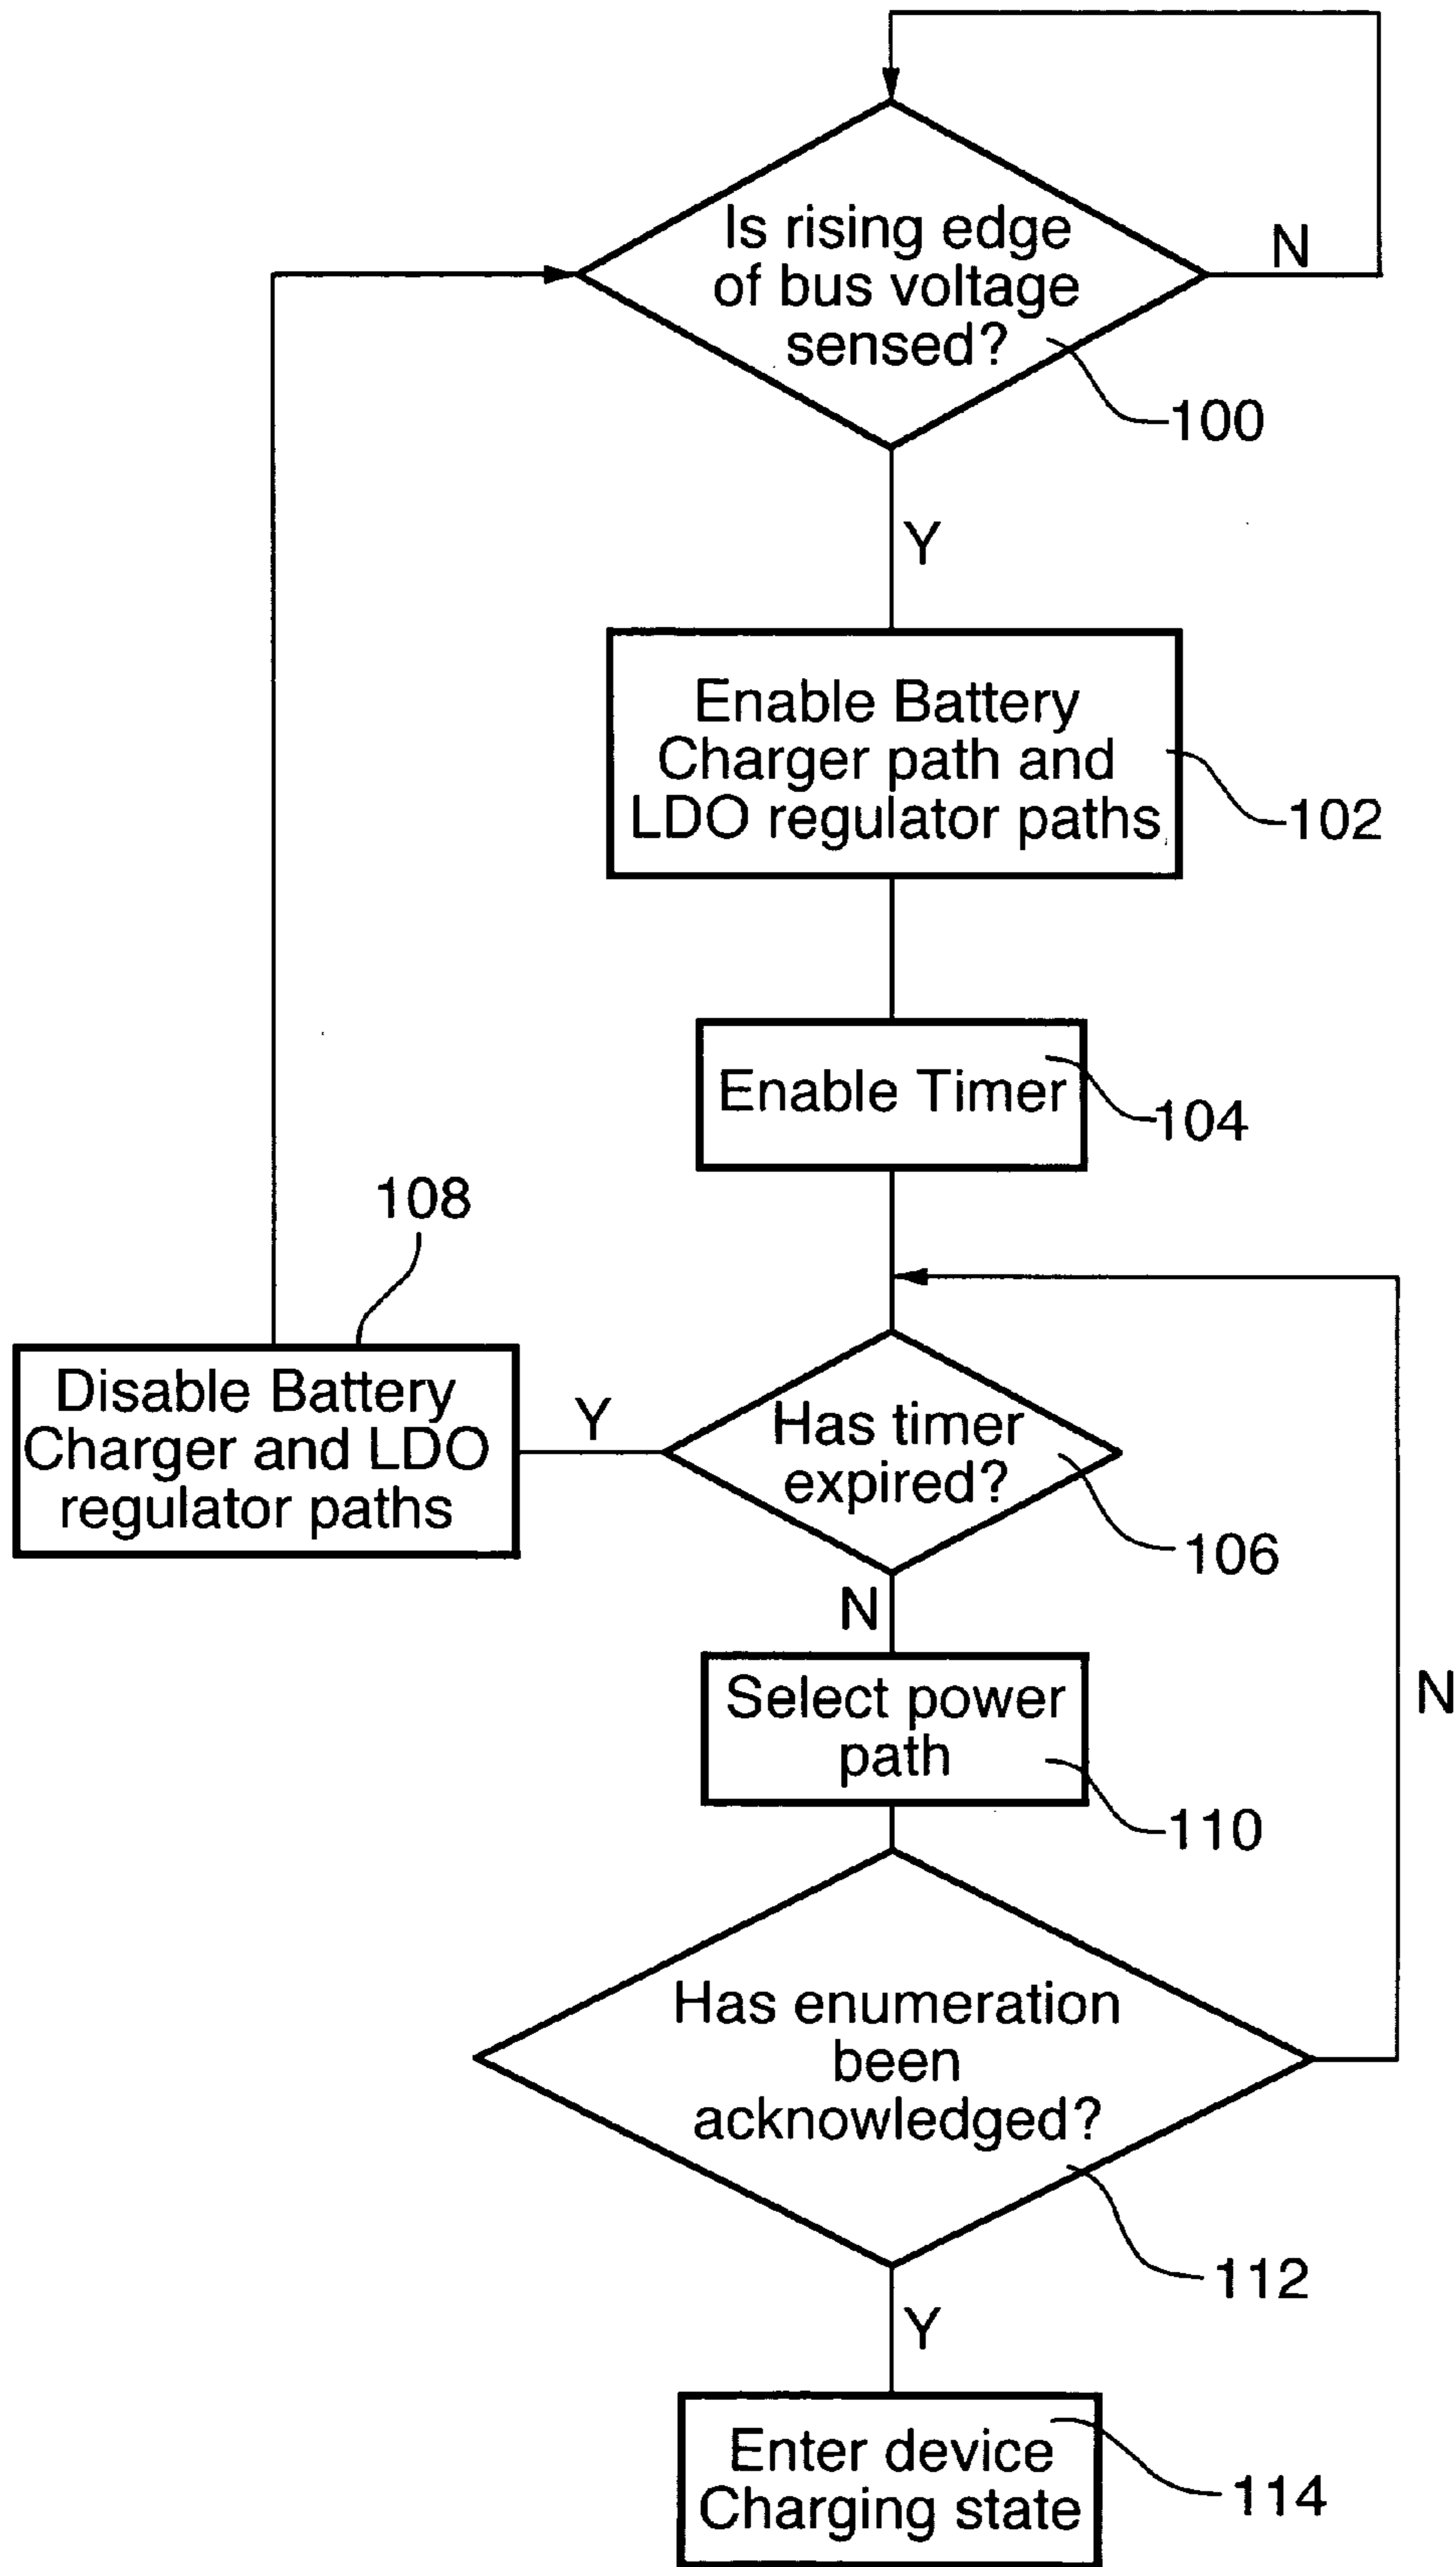 Is rising edge
of bus voltage
sensed?
N
100
Y
Enable Battery
Charger path and
LDO regulator paths
102
Enable Timer
104
108
Disable Battery
Charger and LDO
regulator paths
Y
Has timer
expired?
106
N
Select power
path
110
N
Has enumeration
been
acknowledged?
112
Y
Enter device
Charging state
114